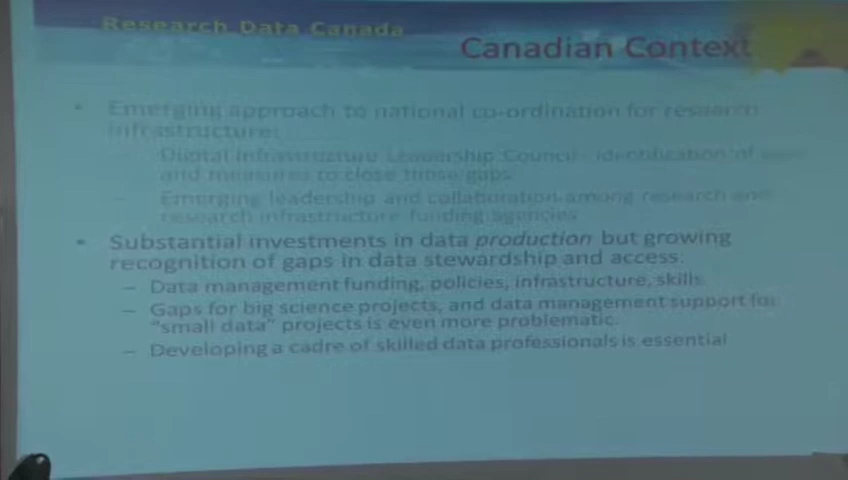 Research Data Canada
Canadian Context
• Emerging approach to national co-ordination for research
infrastructure:
Digital Infrastructure Leadership Council: identification of
and measures to close those gaps
– Emerging leadership and collaboration among research and
research infrastructure funding agencies
• Substantial investments in data production but growing
recognition of gaps in data stewardship and access:
– Data management funding, policies, infrastructure, skills
– Gaps for big science projects, and data management support for
"small data" projects is even more problematic.
– Developing a cadre of skilled data professionals is essential